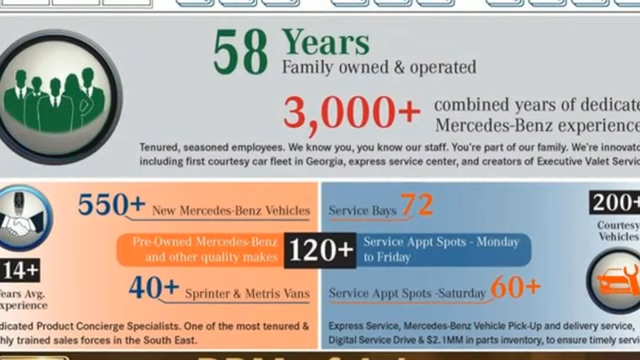 58 Years
Family owned & operated
3,000+ combined years of
Mercedes-Benz experience
Tenured, seasoned employees. We know you, you know our staff. You're part of our family. We're
including first courtesy car fleet in Georgia, express service center, and creators of Executive Valet
550+ New Mercedes-Benz Vehicles
Service Bays 72
200+
Courtesy
Vehicles
Pre-Owned Mercedes-Benz
and other quality makes
120+
Service Appt Spots - Monday
to Friday
14+
Years Avg.
Experience
40+ Sprinter & Metris Vans
Service Appt Spots -Saturday 60+
Product Concierge Specialists. One of the most tenured &
trained sales forces in the South East.
Express Service, Mercedes-Benz Vehicle Pick-Up and delivery service,
Digital Service Drive & $2.1MM in parts inventory, to ensure timely